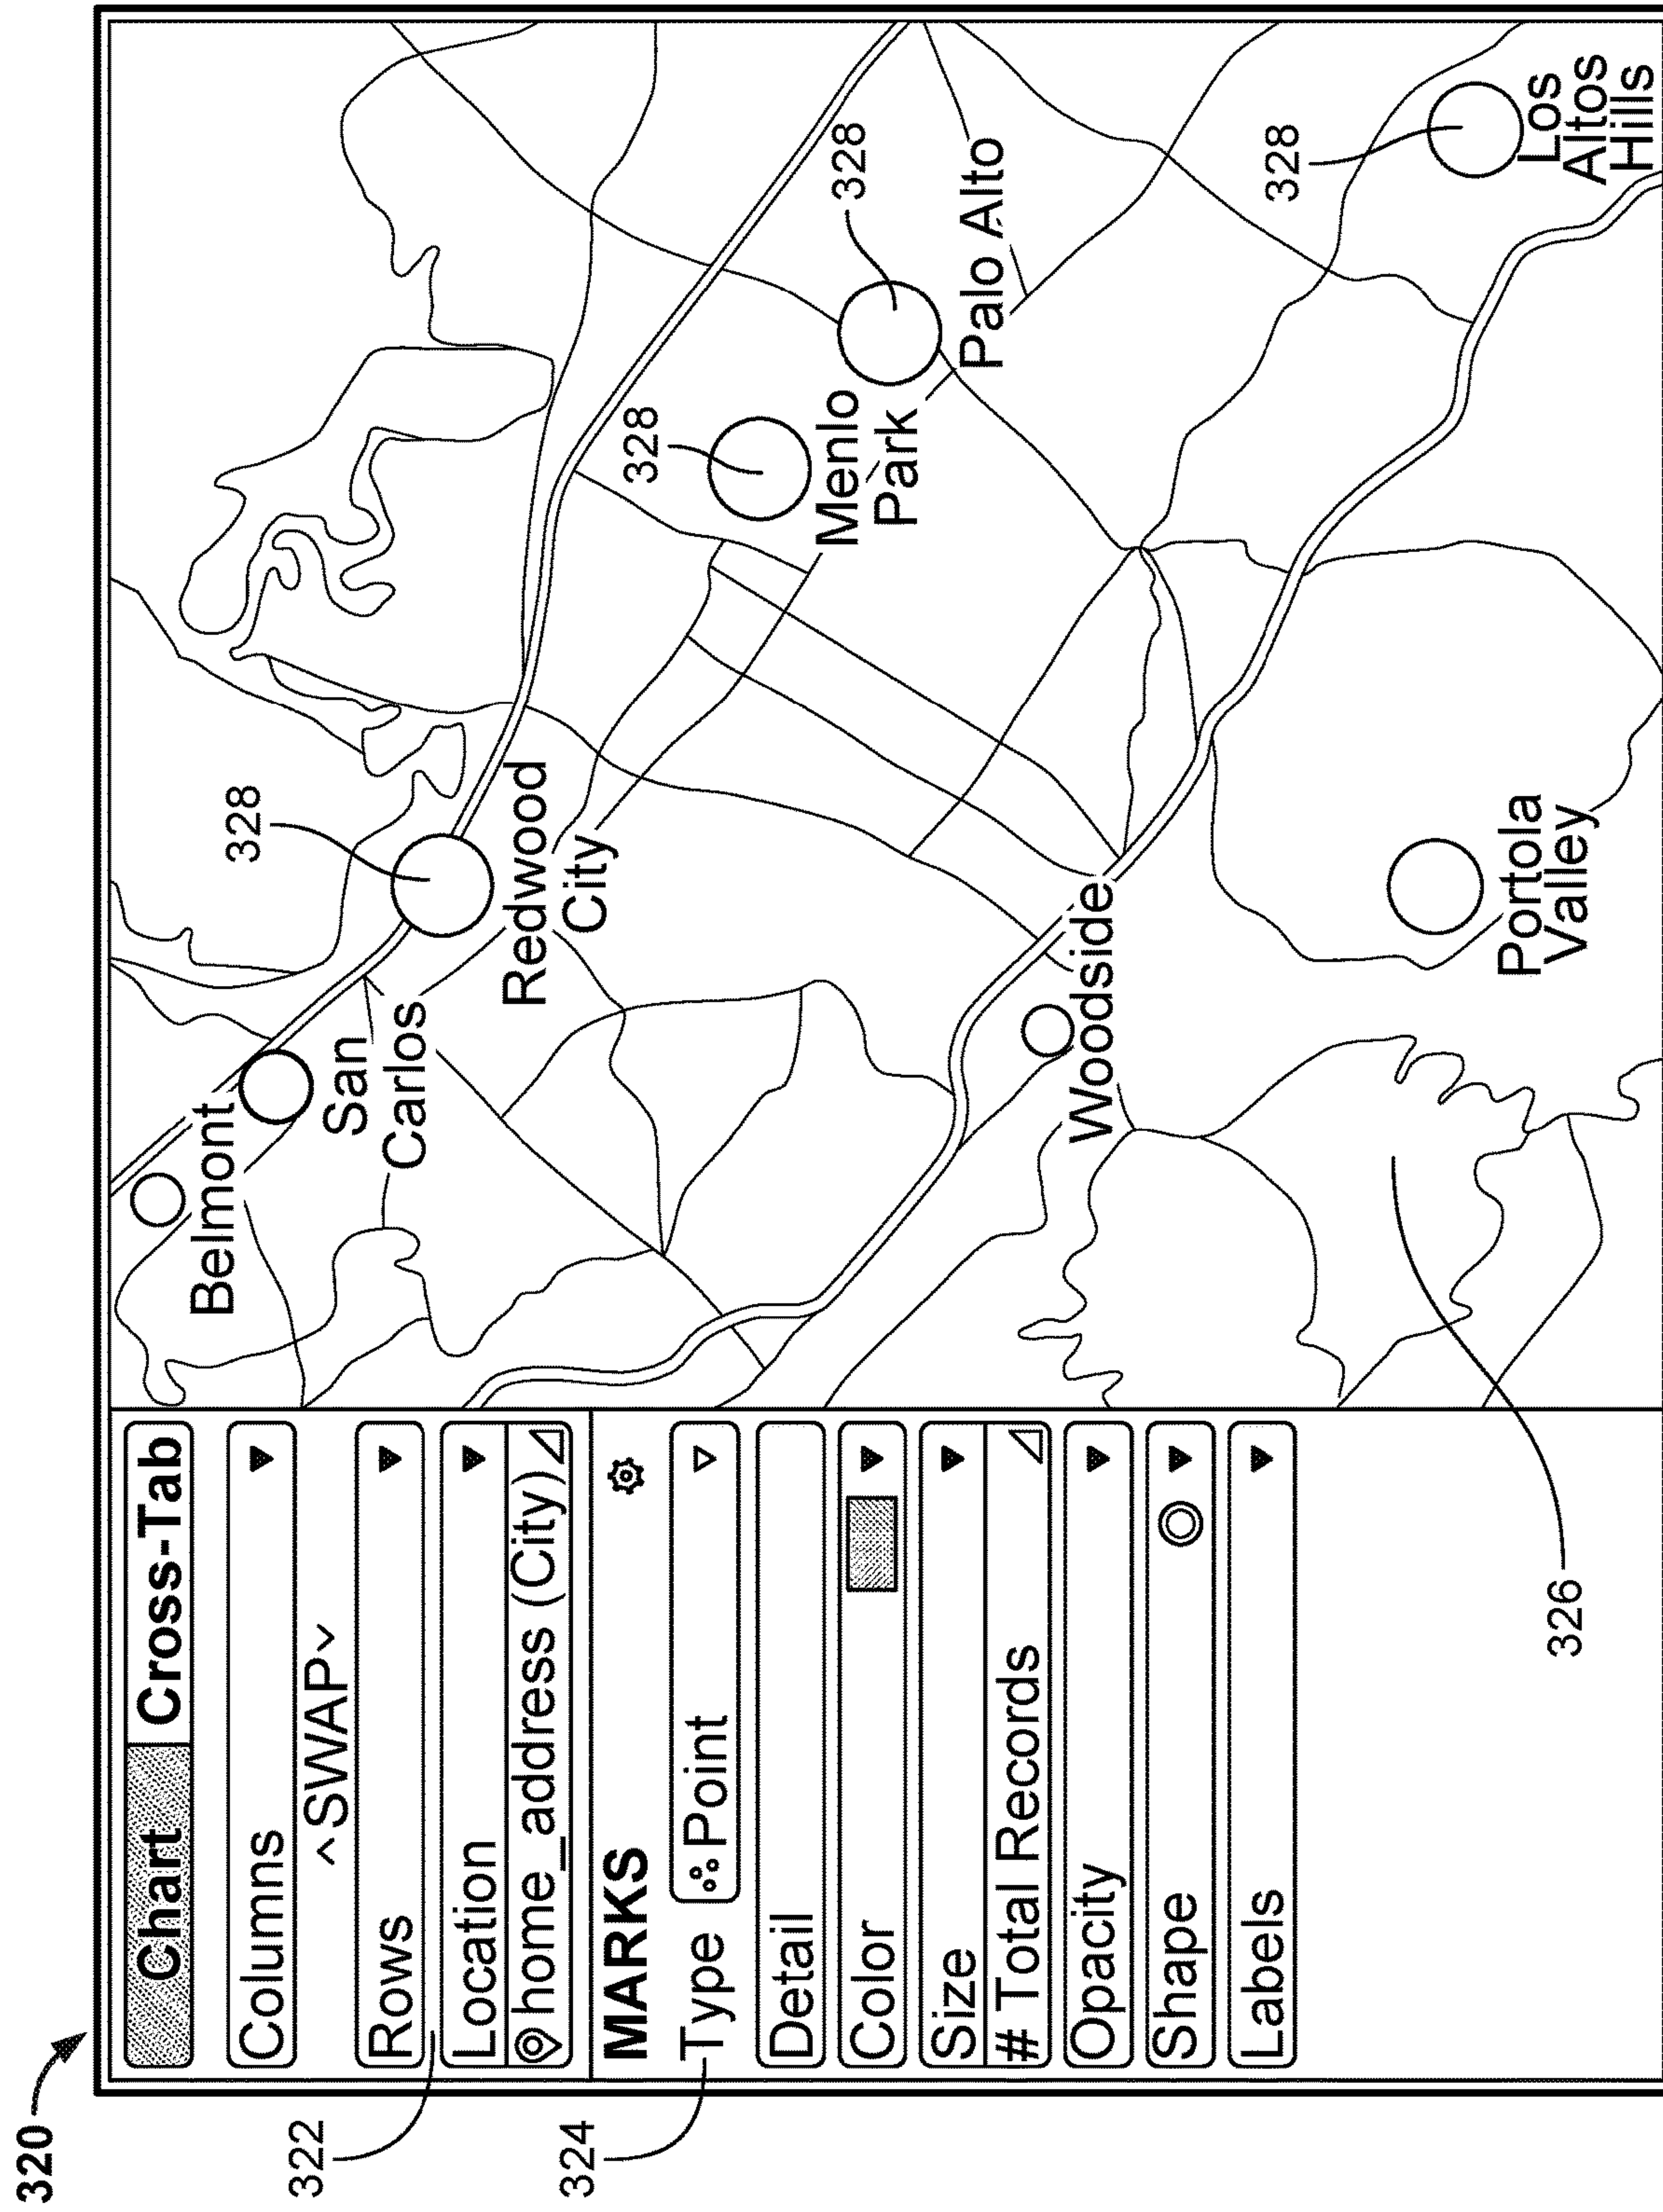 320
322
324
Chart Cross-Tab
Columns
^SWAP˅
Rows
Location
home_address (City)
MARKS
Type Point
Detail
Color
Size
# Total Records
Opacity
Shape
Labels
326
Belmont
San
Carlos
328
Redwood
City
328
Menlo
Park
328
Palo Alto
Woodside
Portola
Valley
328
Los
Altos
Hills